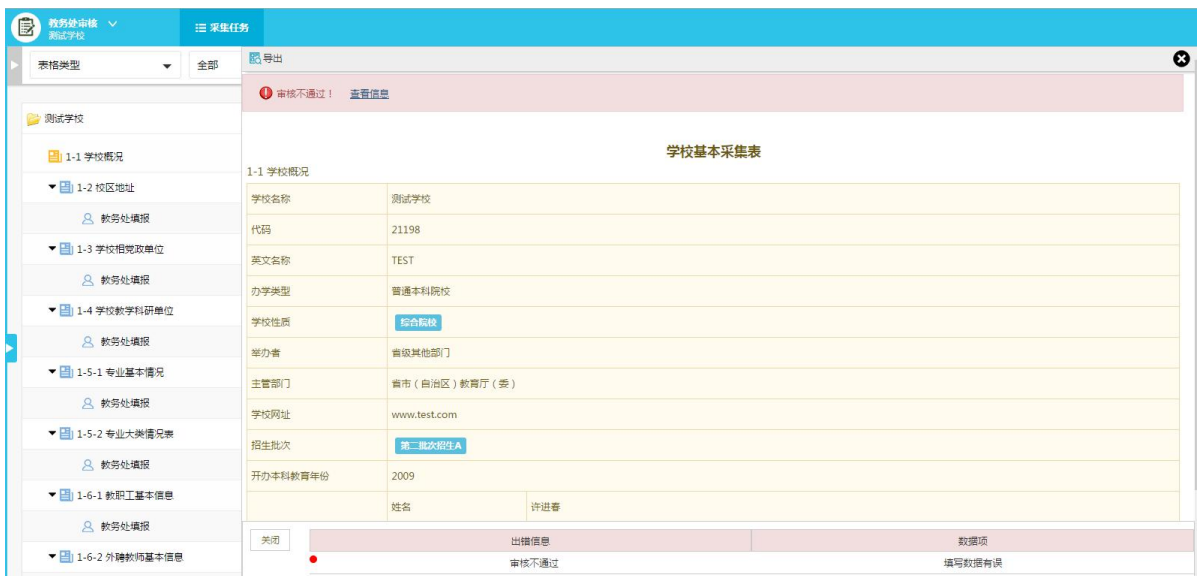 教务处审核
测试学校
采集任务
表格类型
全部
导出
审核不通过！ 查看信息
测试学校
1-1 学校概况
1-2 校区地址
教务处填报
1-3 学校相党政单位
教务处填报
1-4 学校教学科研单位
教务处填报
1-5-1 专业基本情况
教务处填报
1-5-2 专业大类情况表
教务处填报
1-6-1 教职工基本信息
教务处填报
1-6-2 外聘教师基本信息
学校基本采集表
1-1 学校概况
学校名称 测试学校
代码 21198
英文名称 TEST
办学类型 普通本科院校
学校性质 综合院校
举办者 省级其他部门
主管部门 省市（自治区）教育厅（委）
学校网址 www.test.com
招生批次 第二批次招生A
开办本科教育年份 2009
姓名 许进春
关闭 出错信息 数据项
审核不通过 填写数据有误